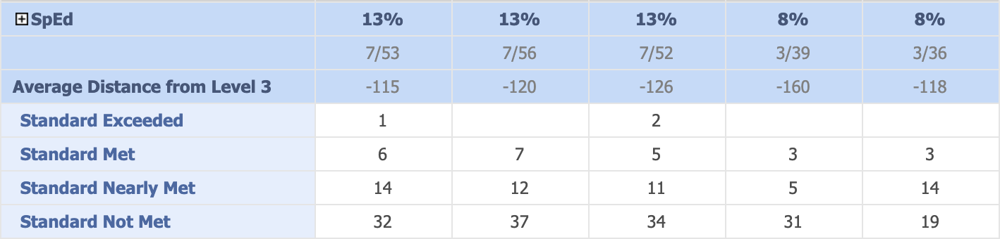 SpEd 13% 13% 13% 8% 8%
7/53 7/56 7/52 3/39 3/36
Average Distance from Level 3 -115 -120 -126 -160 -118
Standard Exceeded 1 2
Standard Met 6 7 5 3 3
Standard Nearly Met 14 12 11 5 14
Standard Not Met 32 37 34 31 19